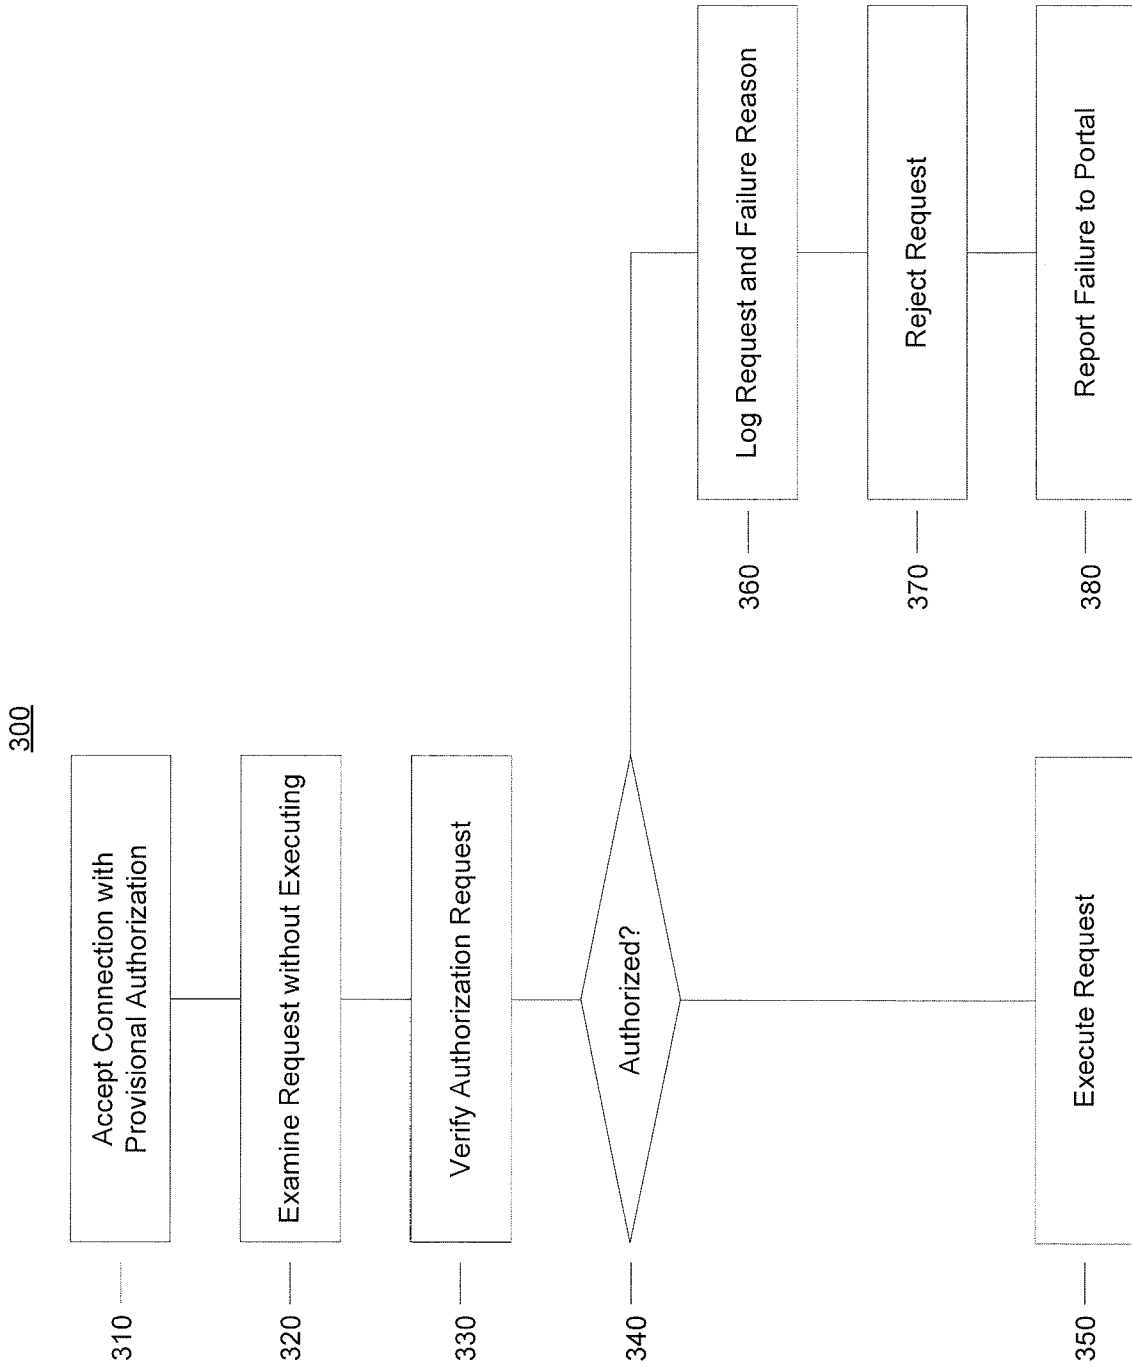 300
310
Accept Connection with
Provisional Authorization
320
Examine Request without Executing
330
Verify Authorization Request
340
Authorized?
350
Execute Request
360
Log Request and Failure Reason
370
Reject Request
380
Report Failure to Portal